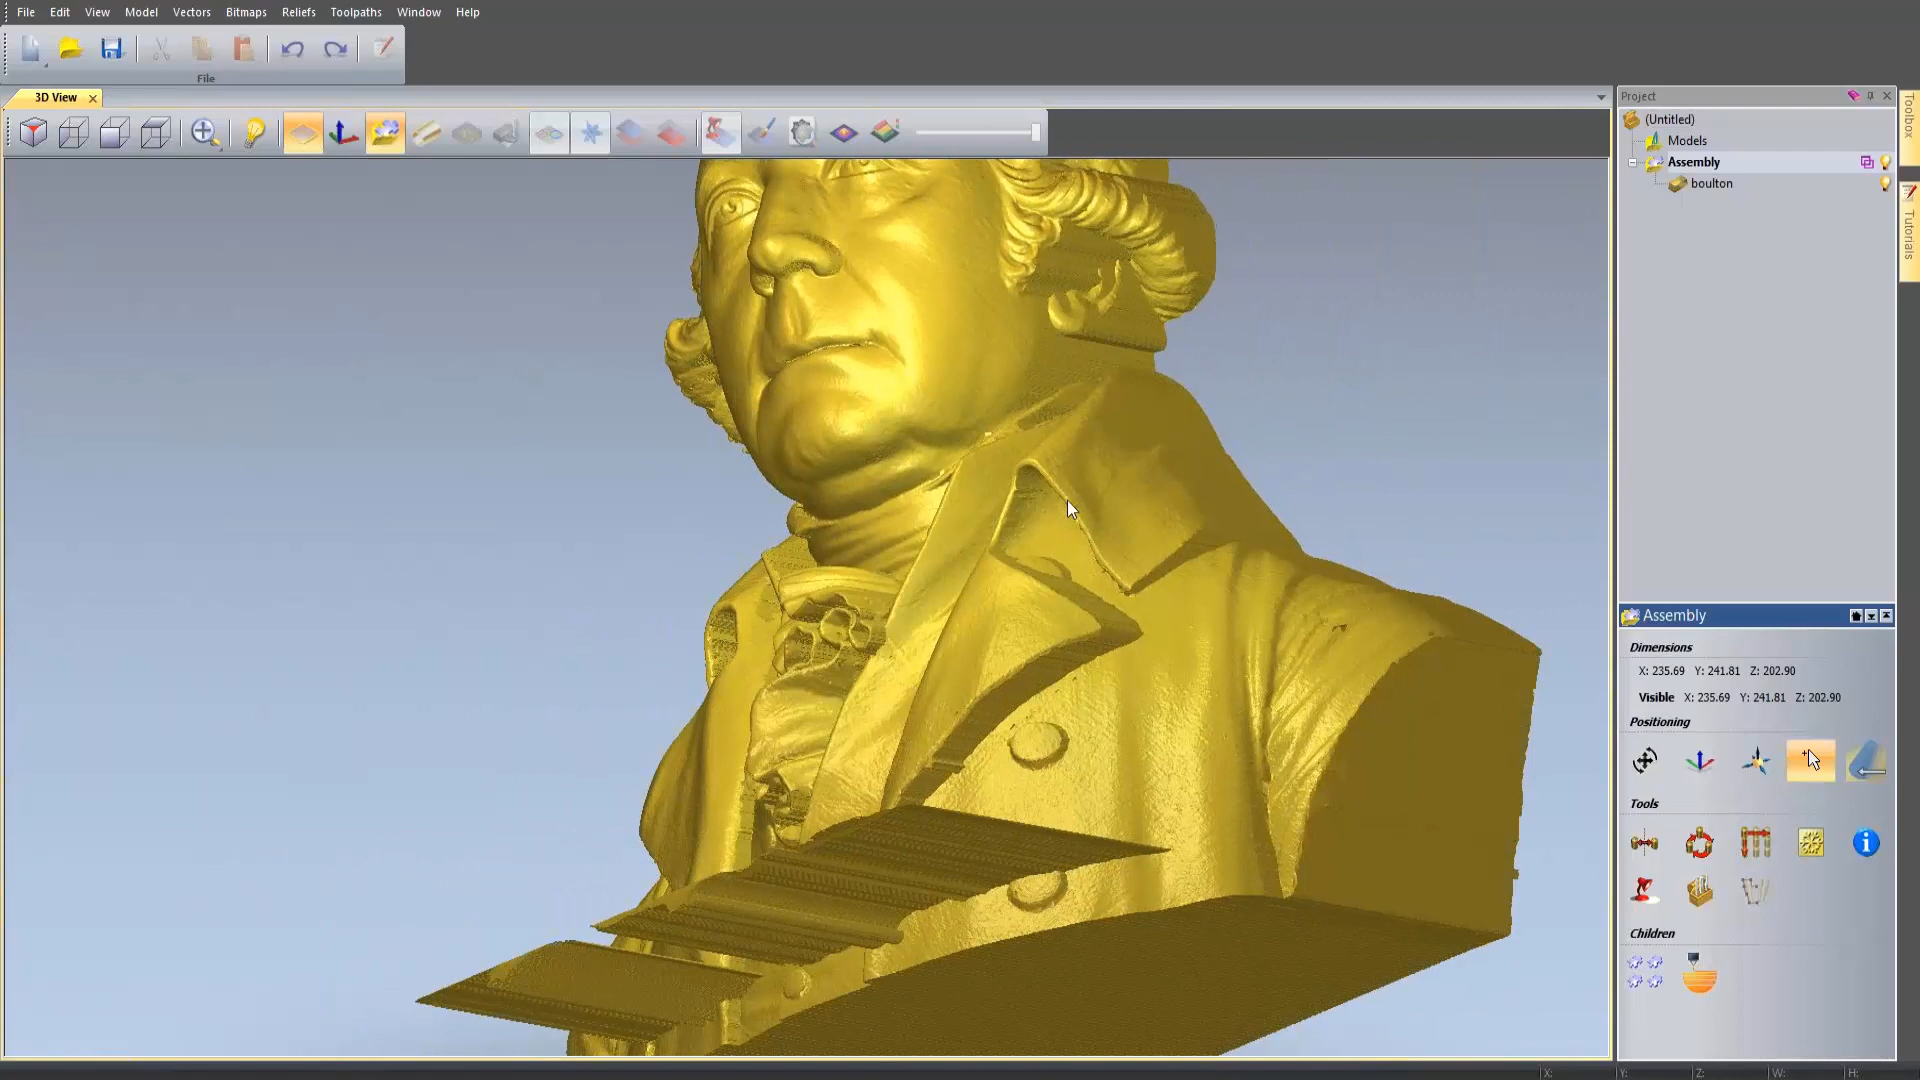 File Edit View Model Vectors Bitmaps Reliefs Toolpaths Window Help
File
3D View
Project
(Untitled)
Models
Assembly
boulton
Toolbox
Tutorials
Assembly
Dimensions
X: 235.69 Y: 241.81 Z: 202.90
Visible X: 235.69 Y: 241.81 Z: 202.90
Positioning
Tools
Children
X: Y: Z: W: H: